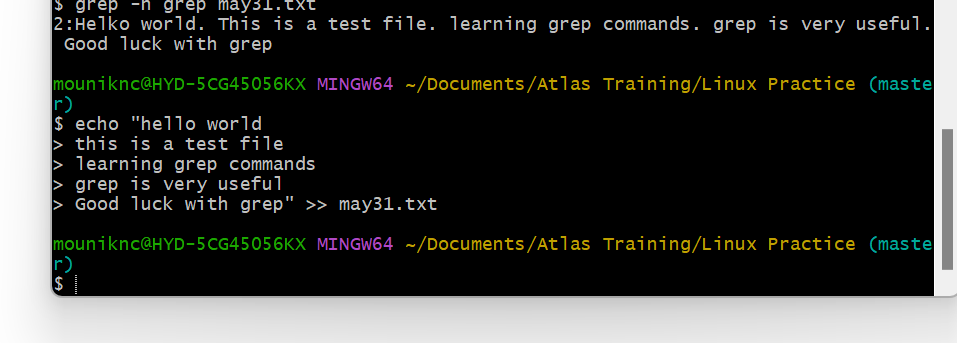 $ grep -n grep may31.txt
2:Helko world. This is a test file. learning grep commands. grep is very useful.
 Good luck with grep
mouniknc@HYD-5CG45056KX MINGW64 ~/Documents/Atlas Training/Linux Practice (maste
r)
$ echo "hello world
> this is a test file
> learning grep commands
> grep is very useful
> Good luck with grep" >> may31.txt
mouniknc@HYD-5CG45056KX MINGW64 ~/Documents/Atlas Training/Linux Practice (maste
r)
$